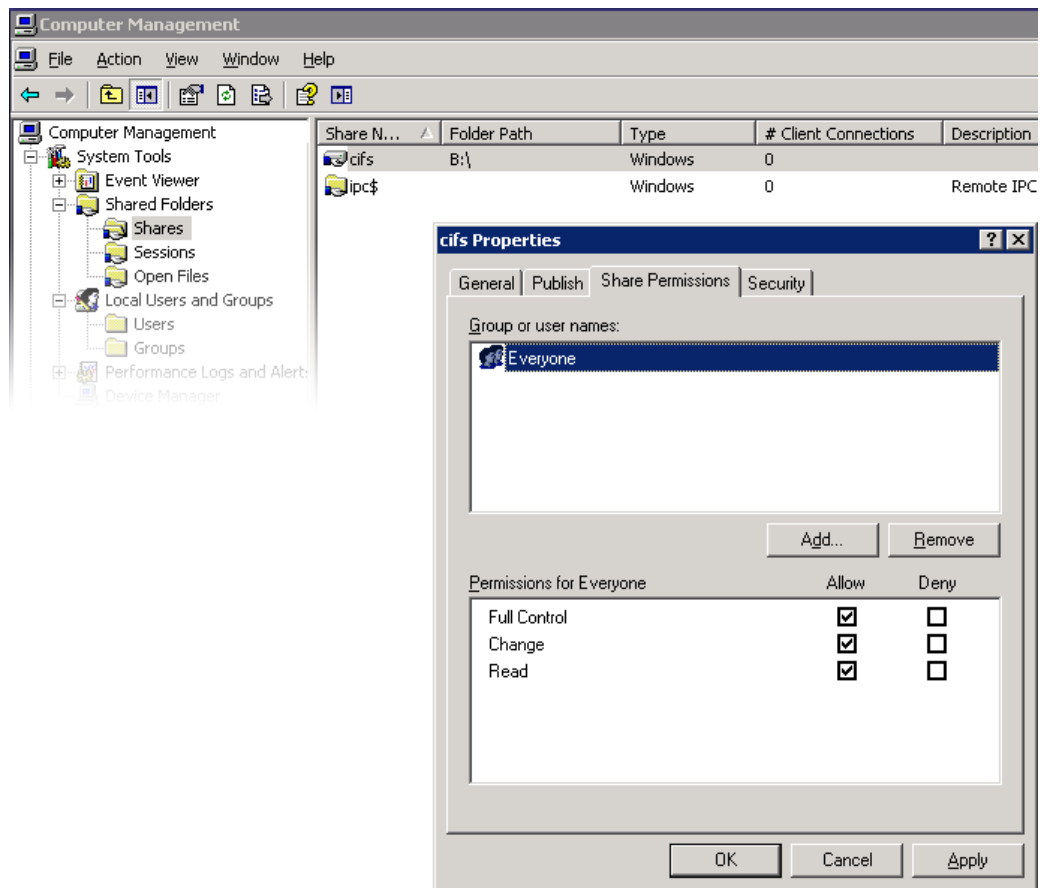 Computer Management
File Action View Window Help
Computer Management
System Tools
Event Viewer
Shared Folders
Shares
Sessions
Open Files
Local Users and Groups
Users
Groups
Performance Logs and Alert:
Device Manager
Share N... Folder Path Type # Client Connections Description
cifs B:\ Windows 0
ipc$ Windows 0 Remote IPC
cifs Properties
General Publish Share Permissions Security
Group or user names:
Everyone
Add... Remove
Permissions for Everyone Allow Deny
Full Control
Change
Read
OK Cancel Apply